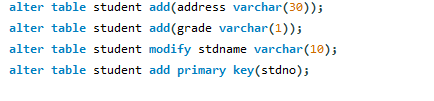 alter table student add(address varchar(30));
alter table student add(grade varchar(1));
alter table student modify stdname varchar(10);
alter table student add primary key(stdno);